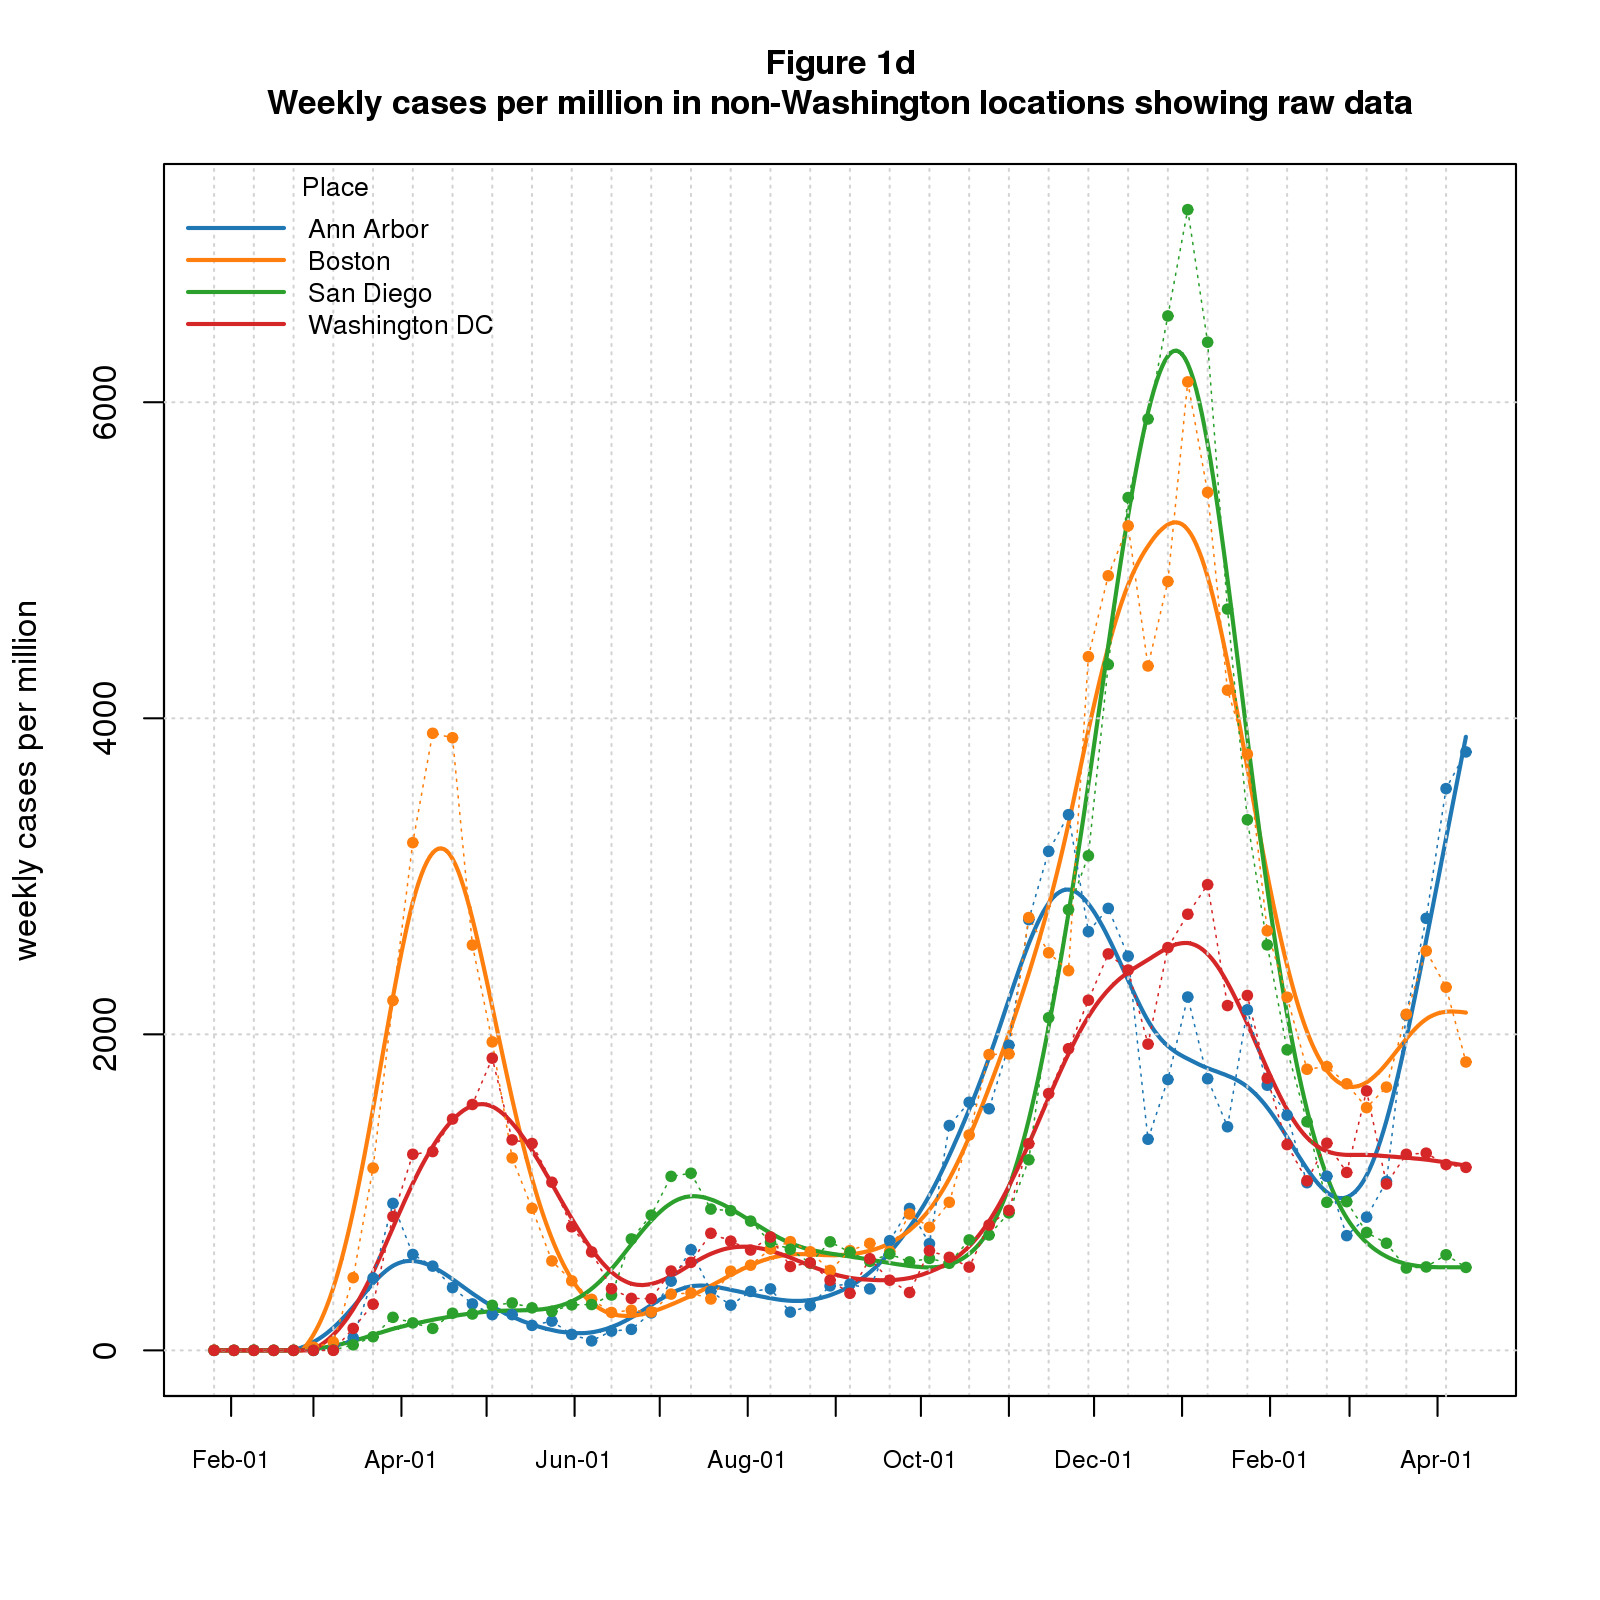 Figure 1d
Weekly cases per million in non-Washington locations showing raw data
Place
Ann Arbor
Boston
San Diego
Washington DC
weekly cases per million
6000
4000
2000
0
Feb-01 Apr-01 Jun-01 Aug-01 Oct-01 Dec-01 Feb-01 Apr-01